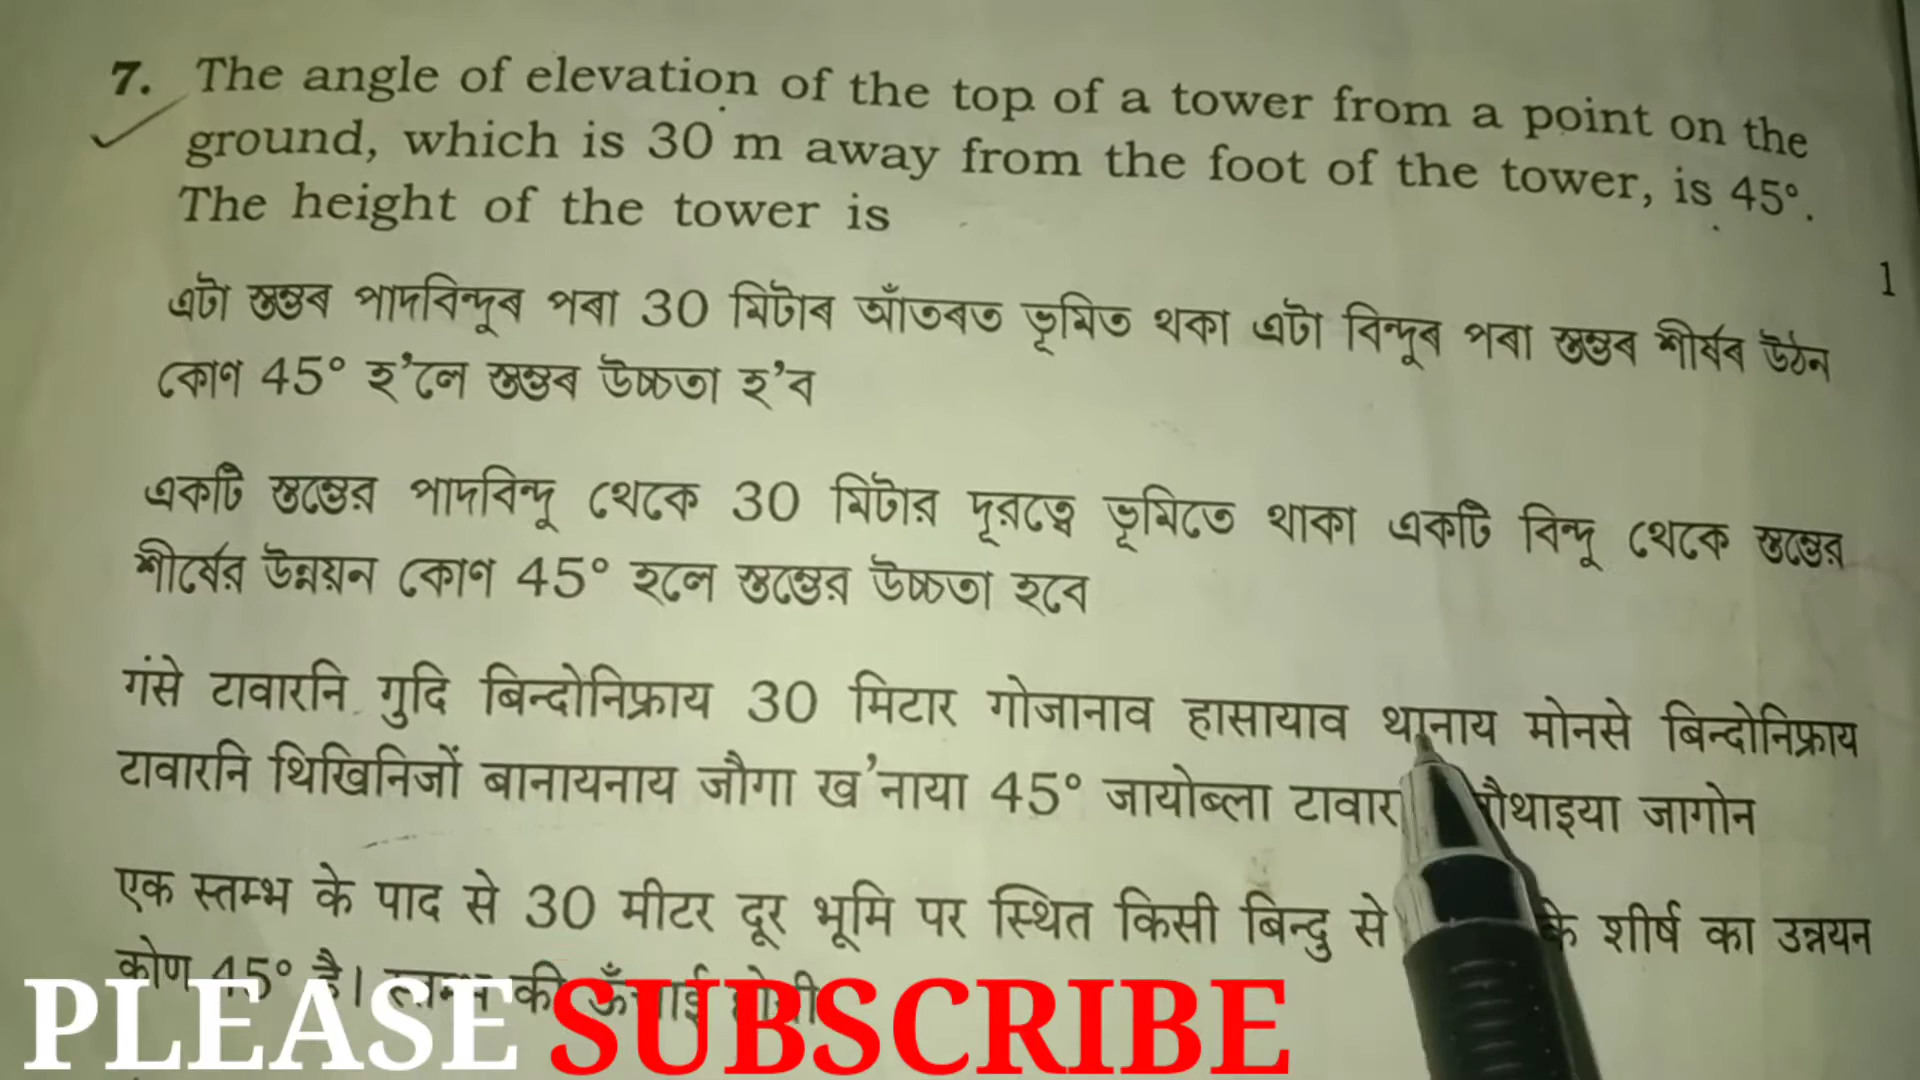 7. The angle of elevation of the top of a tower from a point on the
ground, which is 30 m away from the foot of the tower, is 45°.
The height of the tower is
1
এটা স্তম্ভৰ পাদবিন্দুৰ পৰা 30 মিটাৰ আঁতৰত ভূমিত থকা এটা বিন্দুৰ পৰা স্তম্ভৰ শীৰ্ষৰ উঠন
কোণ 45° হ’লে স্তম্ভৰ উচ্চতা হ’ব
একটি স্তম্ভের পাদবিন্দু থেকে 30 মিটার দূরত্বে ভূমিতে থাকা একটি বিন্দু থেকে স্তম্ভের
শীর্ষের উন্নয়ন কোণ 45° হলে স্তম্ভের উচ্চতা হবে
गंसे टावारनि गुदि बिन्दोनिफ्राय 30 मिटार गोजानाव हासायाव थानाय मोनसे बिन्दोनिफ्राय
टावारनि थिखिनिजों बानायनाय जौगा ख’नाया 45° जायोब्ला टावार जागोन
एक स्तम्भ के पाद से 30 मीटर दूर भूमि पर स्थित किसी बिन्दु से के शीर्ष का उन्नयन
कोण 45° है। स्तम्भ की ऊँचाई होगी
PLEASE SUBSCRIBE